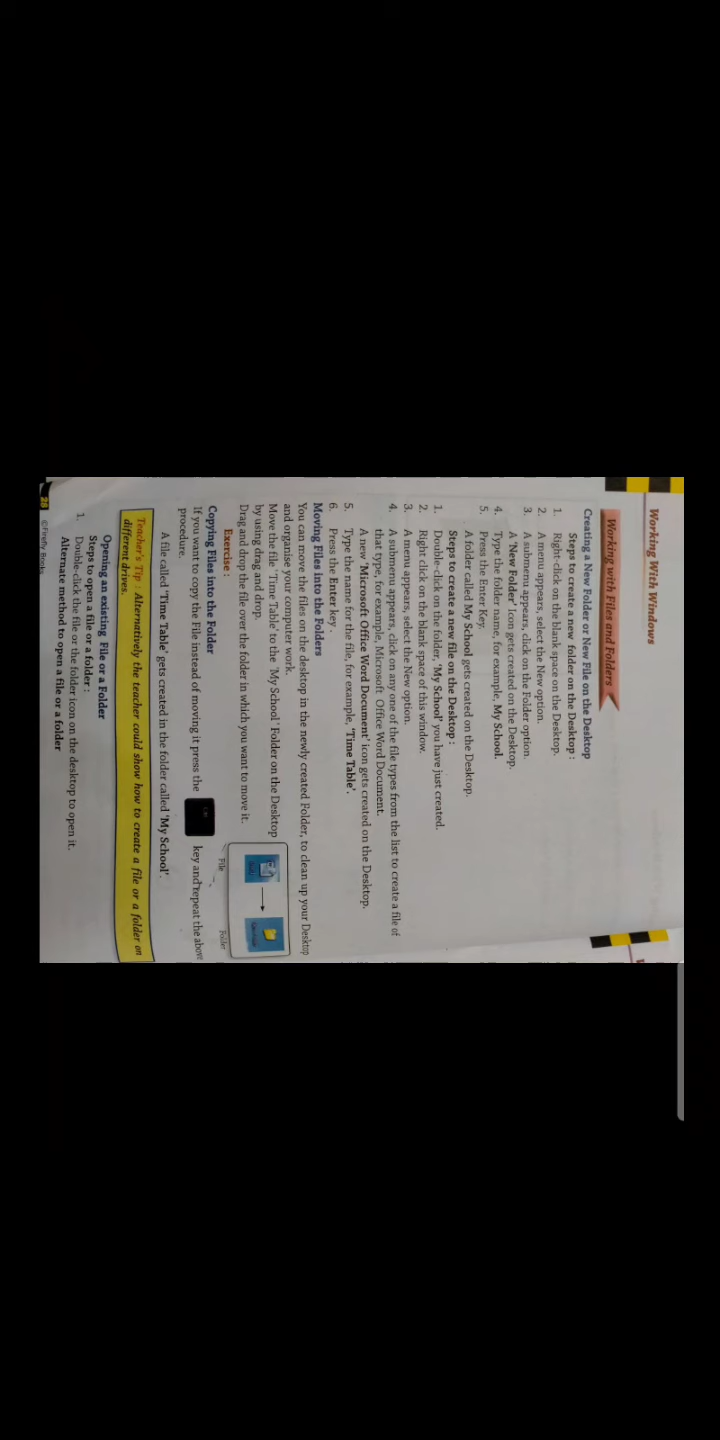 Working With Windows
Working with Files and Folders
Creating a New Folder or New File on the Desktop
Steps to create a new folder on the Desktop :
1. Right-click on the blank space on the Desktop.
2. A menu appears, select the New option.
3. A submenu appears, click on the Folder option.
A 'New Folder' Icon gets created on the Desktop.
4. Type the folder name, for example, My School.
5. Press the Enter Key.
A folder called My School gets created on the Desktop.
Steps to create a new file on the Desktop :
1. Double-click on the folder, 'My School' you have just created.
2. Right click on the blank space of this window.
3. A menu appears, select the New option.
4. A submenu appears, click on any one of the file types from the list to create a file of
that type, for example, Microsoft Office Word Document.
A new 'Microsoft Office Word Document' icon gets created on the Desktop.
5. Type the name for the file, for example, 'Time Table'.
6. Press the Enter key .
Moving Files into the Folders
You can move the files on the desktop in the newly created Folder, to clean up your Desktop
and organise your computer work.
Move the file 'Time Table' to the 'My School' Folder on the Desktop
by using drag and drop.
Drag and drop the file over the folder in which you want to move it.
Exercise :
File
Folder
Copying Files into the Folder
If you want to copy the File instead of moving it press the Ctrl key and repeat the above
procedure.
A file called 'Time Table' gets created in the folder called 'My School'.
Teacher's Tip : Alternatively the teacher could show how to create a file or a folder on
different drives.
Opening an existing File or a Folder
Steps to open a file or a folder :
1. Double-click the file or the folder icon on the desktop to open it.
Alternate method to open a file or a folder
28 ©Firefly Books